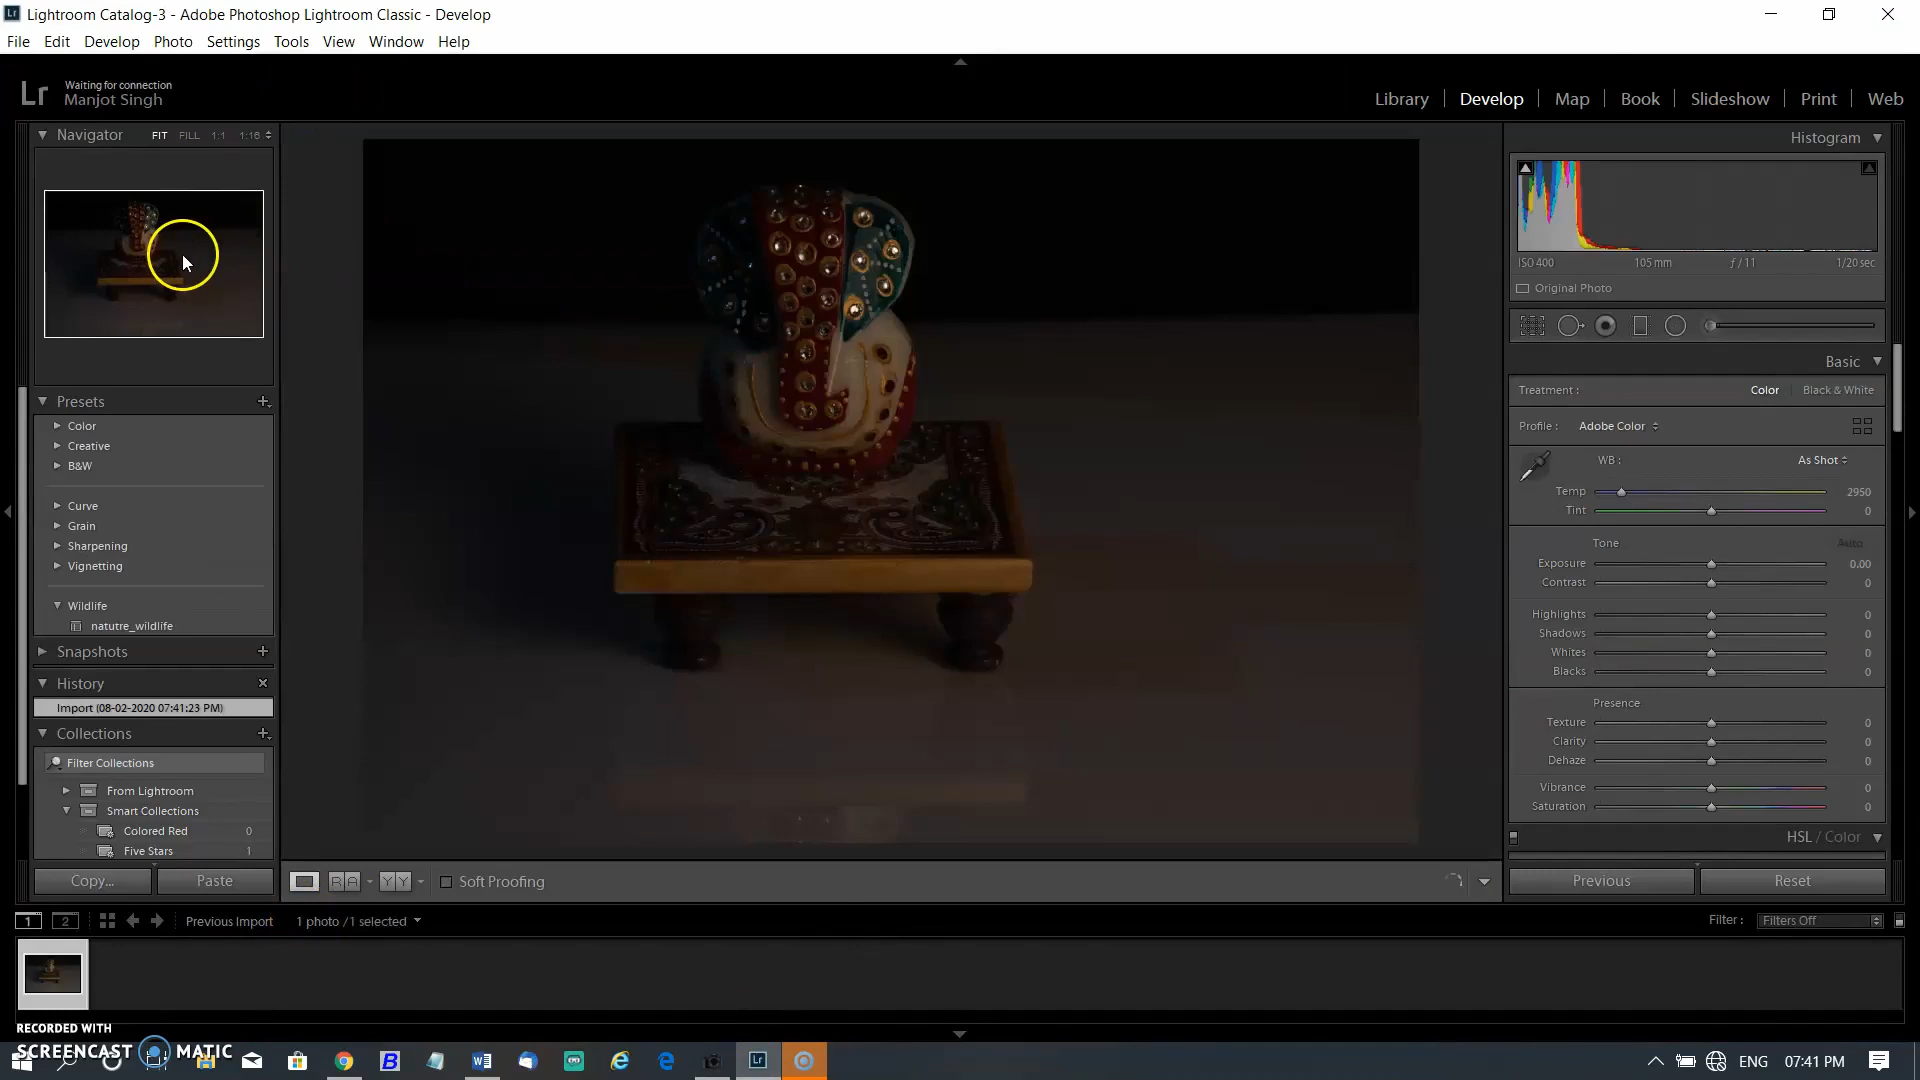 Lr Lightroom Catalog-3 - Adobe Photoshop Lightroom Classic - Develop
File Edit Develop Photo Settings Tools View Window Help
Lr Waiting for connection
Manjot Singh
Library Develop Map Book Slideshow Print Web
Navigator FIT FILL 1:1 1:16
Presets
Color
Creative
B&W
Curve
Grain
Sharpening
Vignetting
Wildlife
natutre_wildlife
Snapshots
History
Import (08-02-2020 07:41:23 PM)
Collections
Filter Collections
From Lightroom
Smart Collections
Colored Red 0
Five Stars 1
Copy... Paste
R A Y Y Soft Proofing
Histogram
ISO 400 105 mm ƒ / 11 1/20 sec
Original Photo
Basic
Treatment : Color Black & White
Profile : Adobe Color
WB : As Shot
Temp 2950
Tint 0
Tone Auto
Exposure 0.00
Contrast 0
Highlights 0
Shadows 0
Whites 0
Blacks 0
Presence
Texture 0
Clarity 0
Dehaze 0
Vibrance 0
Saturation 0
HSL / Color
Previous Reset
1 2 Previous Import 1 photo / 1 selected Filter : Filters Off
RECORDED WITH
SCREENCAST MATIC
B W Lr ENG 07:41 PM